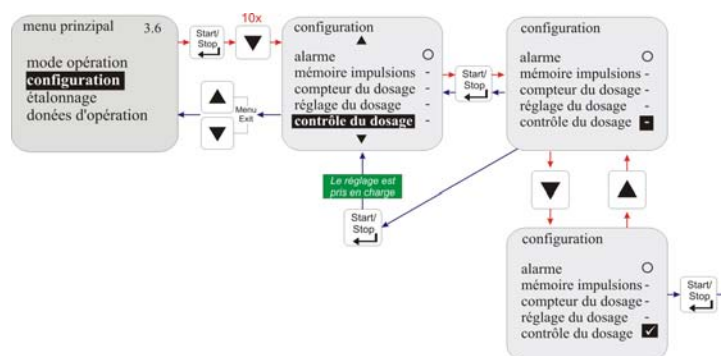 menu prinzipal 3.6
mode opération
configuration
étalonnage
donées d'opération
Start/
Stop
10x
Menu
Exit
configuration
alarme
mémoire impulsions -
compteur du dosage -
réglage du dosage -
contrôle du dosage -
Start/
Stop
configuration
alarme
mémoire impulsions -
compteur du dosage -
réglage du dosage -
contrôle du dosage -
Le réglage est
pris en charge
Start/
Stop
configuration
alarme
mémoire impulsions -
compteur du dosage -
réglage du dosage -
contrôle du dosage
Start/
Stop